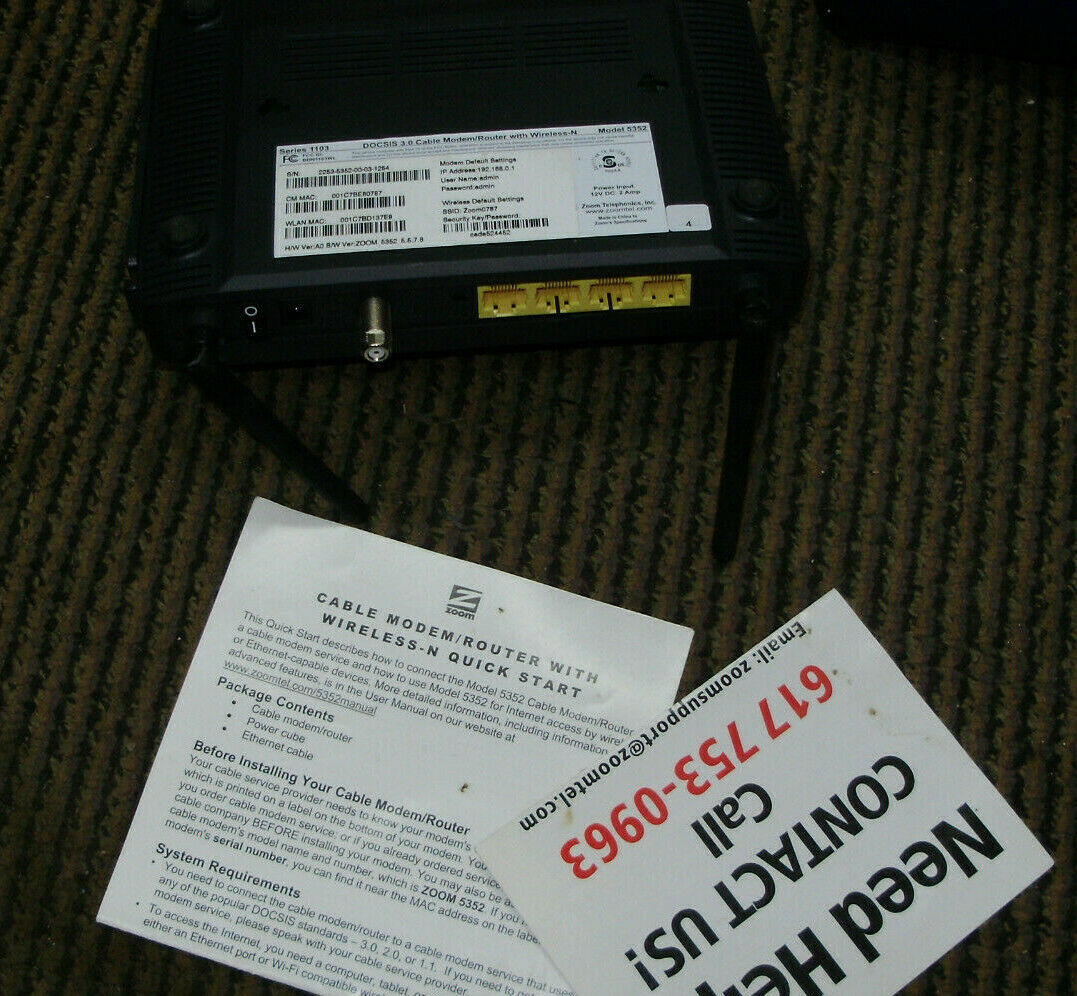 Series 1103 DOCSIS 3.0 Cable Modem/Router with Wireless-N Model 5352
FC FCC ID:
S/N: 2253-5352-00-03-1264
CM MAC: 001C7BE80787
WLAN MAC: 001C7BD137E9
H/W Ver:A0 S/W Ver:ZOOM 5352 5.5.7.8
Modem Default Settings
IP Address:192.168.0.1
User Name:admin
Password:admin
Wireless Default Settings
SSID: Zoom0787
Security Key/Password:
cede524452
Power Input
12V DC, 2 Amp
Zoom Telephonics, Inc.
www.zoomtel.com
Made in China to
Zoom's Specifications
4
O
I
Z
zoom
CABLE MODEM/ROUTER WITH
WIRELESS-N QUICK START
This Quick Start describes how to connect the Model 5352 Cable Modem/Router
a cable modem service and how to use Model 5352 for Internet access by
or Ethernet-capable devices. More detailed information, including information
advanced features, is in the User Manual on our website at
www.zoomtel.com/5352manual
Package Contents
• Cable modem/router
• Power cube
• Ethernet cable
Before Installing Your Cable Modem/Router
Your cable service provider needs to know your modem's
which is printed on a label on the bottom of your modem. You
you order cable modem service; or if you already ordered service
cable company BEFORE installing your modem. You may also be
cable modem's model name and number, which is ZOOM 5352. If you
modem's serial number, you can find it near the MAC address on the
System Requirements
• You need to connect the cable modem/router to a cable modem service that
any of the popular DOCSIS standards – 3.0, 2.0, or 1.1. If you need to
modem service, please speak with your cable service provider.
• To access the Internet, you need a computer, tablet,
either an Ethernet port or Wi-Fi compatible
Need
CONTACT US!
Call
617 753-0963
Email: zoomsupport@zoomtel.com